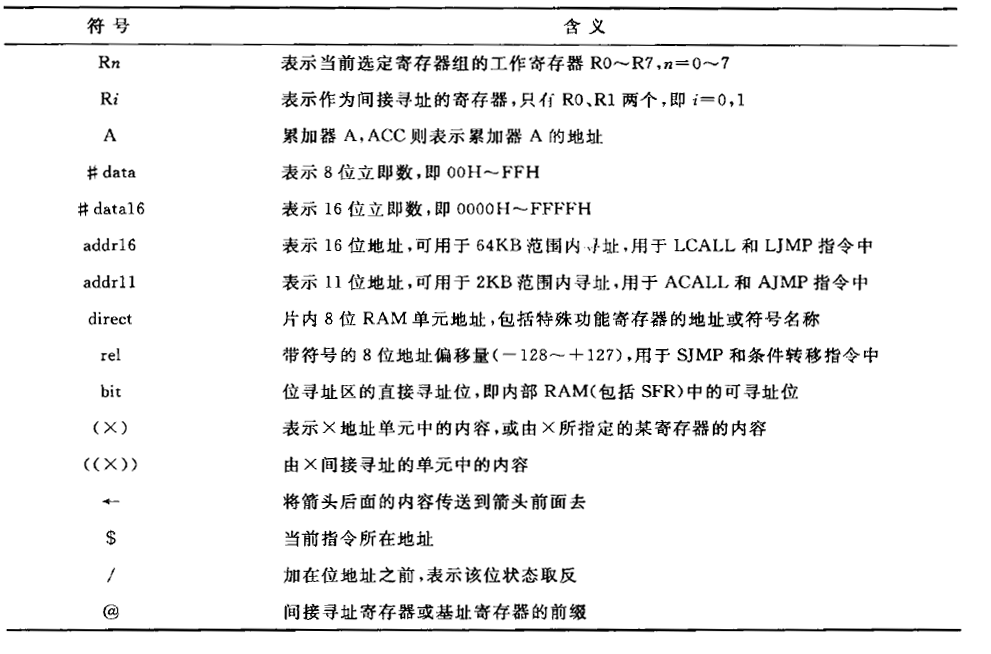 符号 含义
Rn 表示当前选定寄存器组的工作寄存器 R0～R7,n=0～7
Ri 表示作为间接寻址的寄存器,只有 R0、R1 两个,即 i=0,1
A 累加器 A,ACC 则表示累加器 A 的地址
#data 表示 8 位立即数,即 00H～FFH
#data16 表示 16 位立即数,即 0000H～FFFFH
addr16 表示 16 位地址,可用于 64KB 范围内寻址,用于 LCALL 和 LJMP 指令中
addr11 表示 11 位地址,可用于 2KB 范围内寻址,用于 ACALL 和 AJMP 指令中
direct 片内 8 位 RAM 单元地址,包括特殊功能寄存器的地址或符号名称
rel 带符号的 8 位地址偏移量(-128～+127),用于 SJMP 和条件转移指令中
bit 位寻址区的直接寻址位,即内部 RAM(包括 SFR)中的可寻址位
(×) 表示×地址单元中的内容,或由×所指定的某寄存器的内容
((×)) 由×间接寻址的单元中的内容
← 将箭头后面的内容传送到箭头前面去
$ 当前指令所在地址
/ 加在位地址之前,表示该位状态取反
@ 间接寻址寄存器或基址寄存器的前缀